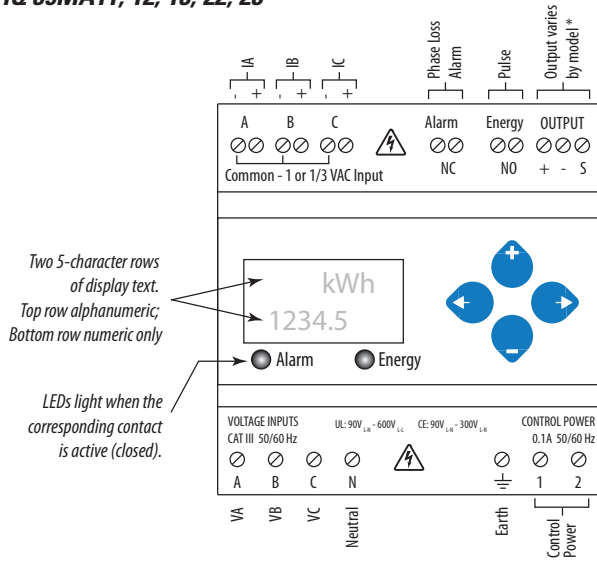 IA IB IC
- + - + - +
Phase Loss
Alarm
Pulse
Output varies
by model *
A B C Alarm Energy OUTPUT
NC NO + - S
Common - 1 or 1/3 VAC Input
Two 5-character rows
of display text.
Top row alphanumeric;
Bottom row numeric only
kWh
1234.5
+
-
Alarm Energy
LEDs light when the
corresponding contact
is active (closed).
VOLTAGE INPUTS
CAT III 50/60 Hz
UL: 90V L-N - 600V L-L CE: 90V L-N - 300V L-N
CONTROL POWER
0.1A 50/60 Hz
A B C N 1 2
VA VB VC Neutral Earth
Control
Power